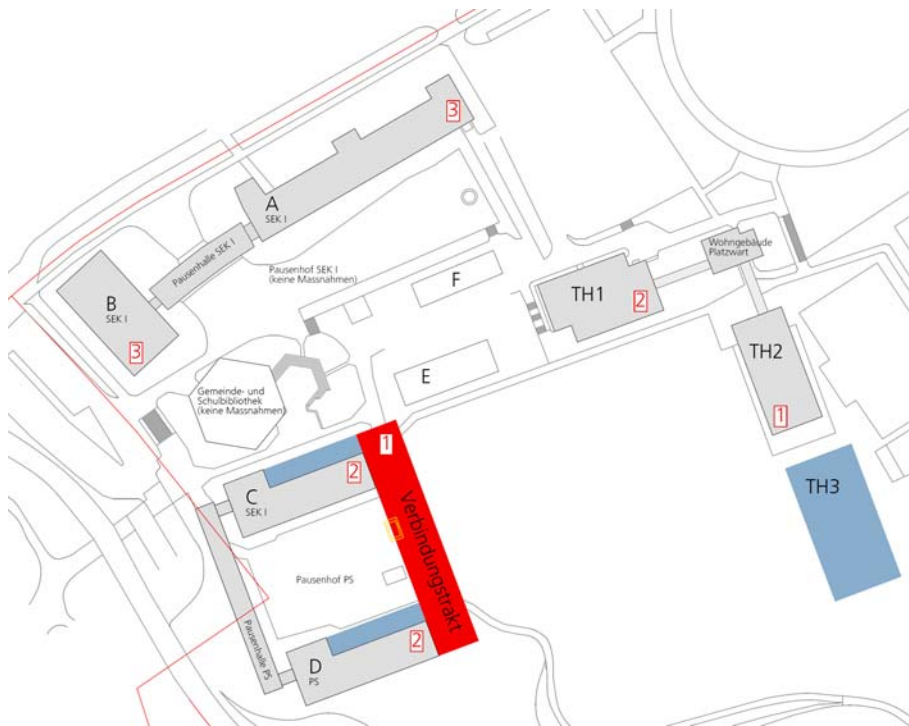 3
A
SEK I
Pausenhalle SEK I
Pausenhof SEK I
(keine Massnahmen)
Wohngebäude
Platzwart
B
SEK I
3
F
TH1
2
TH2
1
E
Gemeinde- und
Schulbibliothek
(keine Massnahmen)
1
2
C
SEK I
Verbindungstrakt
TH3
Pausenhof PS
Pausenhalle PS
2
D
PS